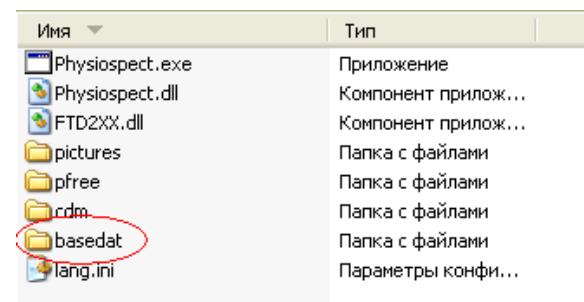 Имя Тип
Physiospect.exe Приложение
Physiospect.dll Компонент прилож...
FTD2XX.dll Компонент прилож...
pictures Папка с файлами
pfree Папка с файлами
cdm Папка с файлами
basedat Папка с файлами
lang.ini Параметры конфи...